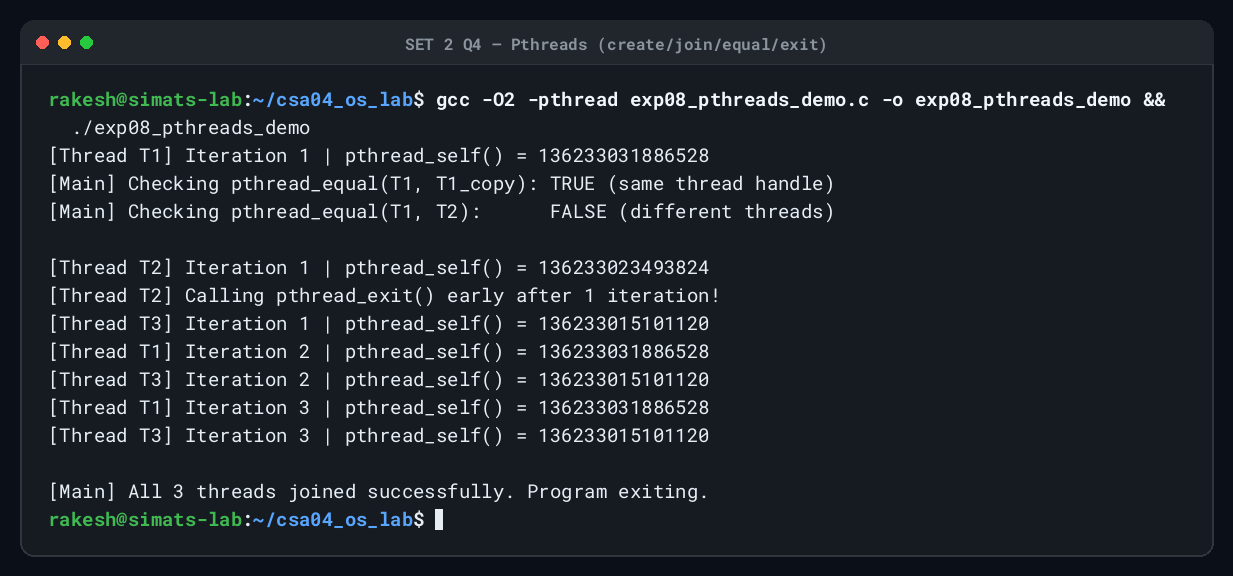 SET 2 Q4 — Pthreads (create/join/equal/exit)
rakesh@simats-lab:~/csa04_os_lab$ gcc -O2 -pthread exp08_pthreads_demo.c -o exp08_pthreads_demo &&
./exp08_pthreads_demo
[Thread T1] Iteration 1 | pthread_self() = 136233031886528
[Main] Checking pthread_equal(T1, T1_copy): TRUE (same thread handle)
[Main] Checking pthread_equal(T1, T2):      FALSE (different threads)
[Thread T2] Iteration 1 | pthread_self() = 136233023493824
[Thread T2] Calling pthread_exit() early after 1 iteration!
[Thread T3] Iteration 1 | pthread_self() = 136233015101120
[Thread T1] Iteration 2 | pthread_self() = 136233031886528
[Thread T3] Iteration 2 | pthread_self() = 136233015101120
[Thread T1] Iteration 3 | pthread_self() = 136233031886528
[Thread T3] Iteration 3 | pthread_self() = 136233015101120
[Main] All 3 threads joined successfully. Program exiting.
rakesh@simats-lab:~/csa04_os_lab$